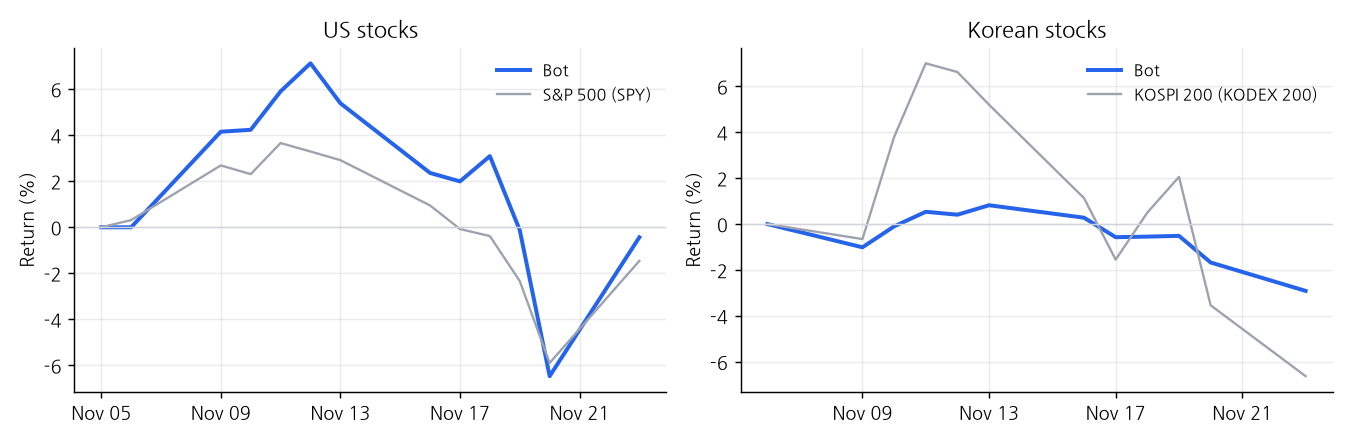 US stocks
Bot
S&P 500 (SPY)
Return (%)
6
4
2
0
-2
-4
-6
Nov 05
Nov 09
Nov 13
Nov 17
Nov 21
Korean stocks
Bot
KOSPI 200 (KODEX 200)
Return (%)
6
4
2
0
-2
-4
-6
Nov 09
Nov 13
Nov 17
Nov 21